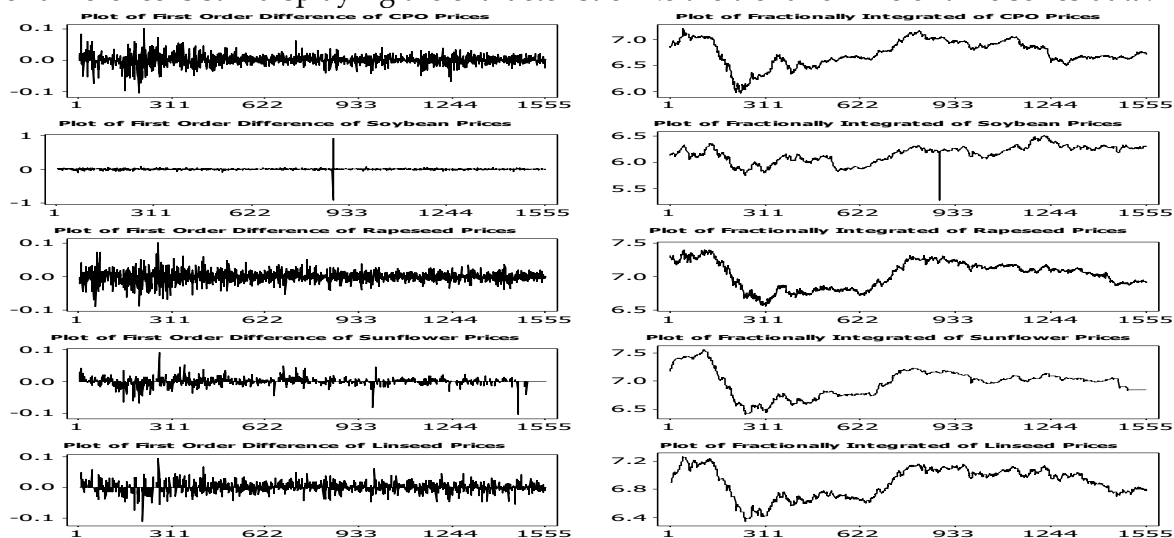 Plot of First Order Difference of CPO Prices
0.1
0.0
-0.1
1 311 622 933 1244 1555
Plot of Fractionally Integrated of CPO Prices
7.0
6.5
6.0
1 311 622 933 1244 1555
Plot of First Order Difference of Soybean Prices
1
0
-1
1 311 622 933 1244 1555
Plot of Fractionally Integrated of Soybean Prices
6.5
6.0
5.5
1 311 622 933 1244 1555
Plot of First Order Difference of Rapeseed Prices
0.1
0.0
-0.1
1 311 622 933 1244 1555
Plot of Fractionally Integrated of Rapeseed Prices
7.5
7.0
6.5
1 311 622 933 1244 1555
Plot of First Order Difference of Sunflower Prices
0.1
0.0
-0.1
1 311 622 933 1244 1555
Plot of Fractionally Integrated of Sunflower Prices
7.5
7.0
6.5
1 311 622 933 1244 1555
Plot of First Order Difference of Linseed Prices
0.1
0.0
-0.1
1 311 622 933 1244 1555
Plot of Fractionally Integrated of Linseed Prices
7.2
6.8
6.4
1 311 622 933 1244 1555